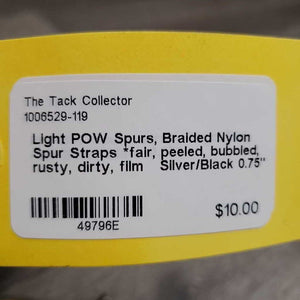 The Tack Collector
1006529-119
Light POW Spurs, Braided Nylon
Spur Straps *fair, peeled, bubbled,
rusty, dirty, film Silver/Black 0.75"
49796E
$10.00